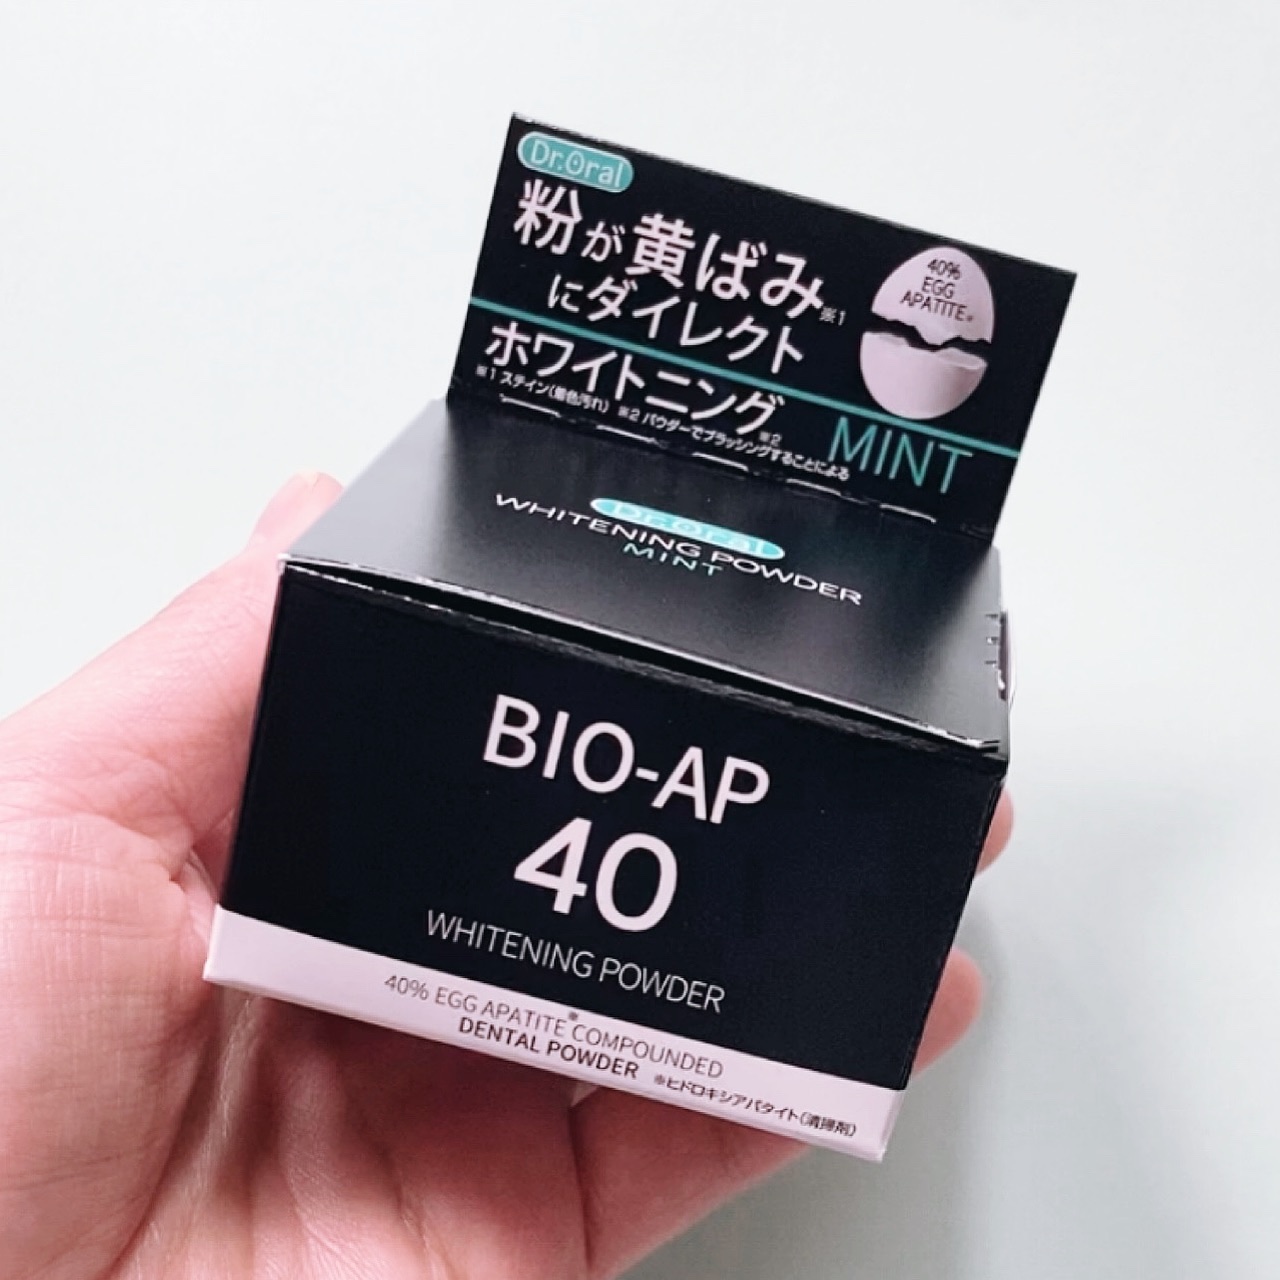 Dr.Oral
粉が黄ばみ※1
にダイレクト
ホワイトニング※2
※1 ステイン(着色汚れ) ※2 パウダーでブラッシングすることによる
40%
EGG
APATITE※
MINT
Dr.Oral
WHITENING POWDER
MINT
BIO-AP
40
WHITENING POWDER
40% EGG APATITE※COMPOUNDED
DENTAL POWDER ※ヒドロキシアパタイト(清掃剤)